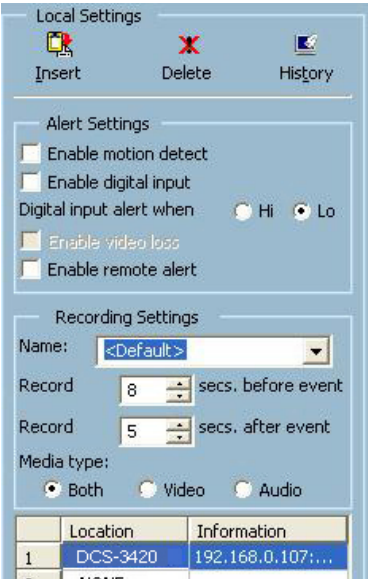 Local Settings
Insert Delete History
Alert Settings
Enable motion detect
Enable digital input
Digital input alert when Hi Lo
Enable video loss
Enable remote alert
Recording Settings
Name: <Default>
Record 8 secs. before event
Record 5 secs. after event
Media type:
Both Video Audio
Location Information
1 DCS-3420 192.168.0.107:...